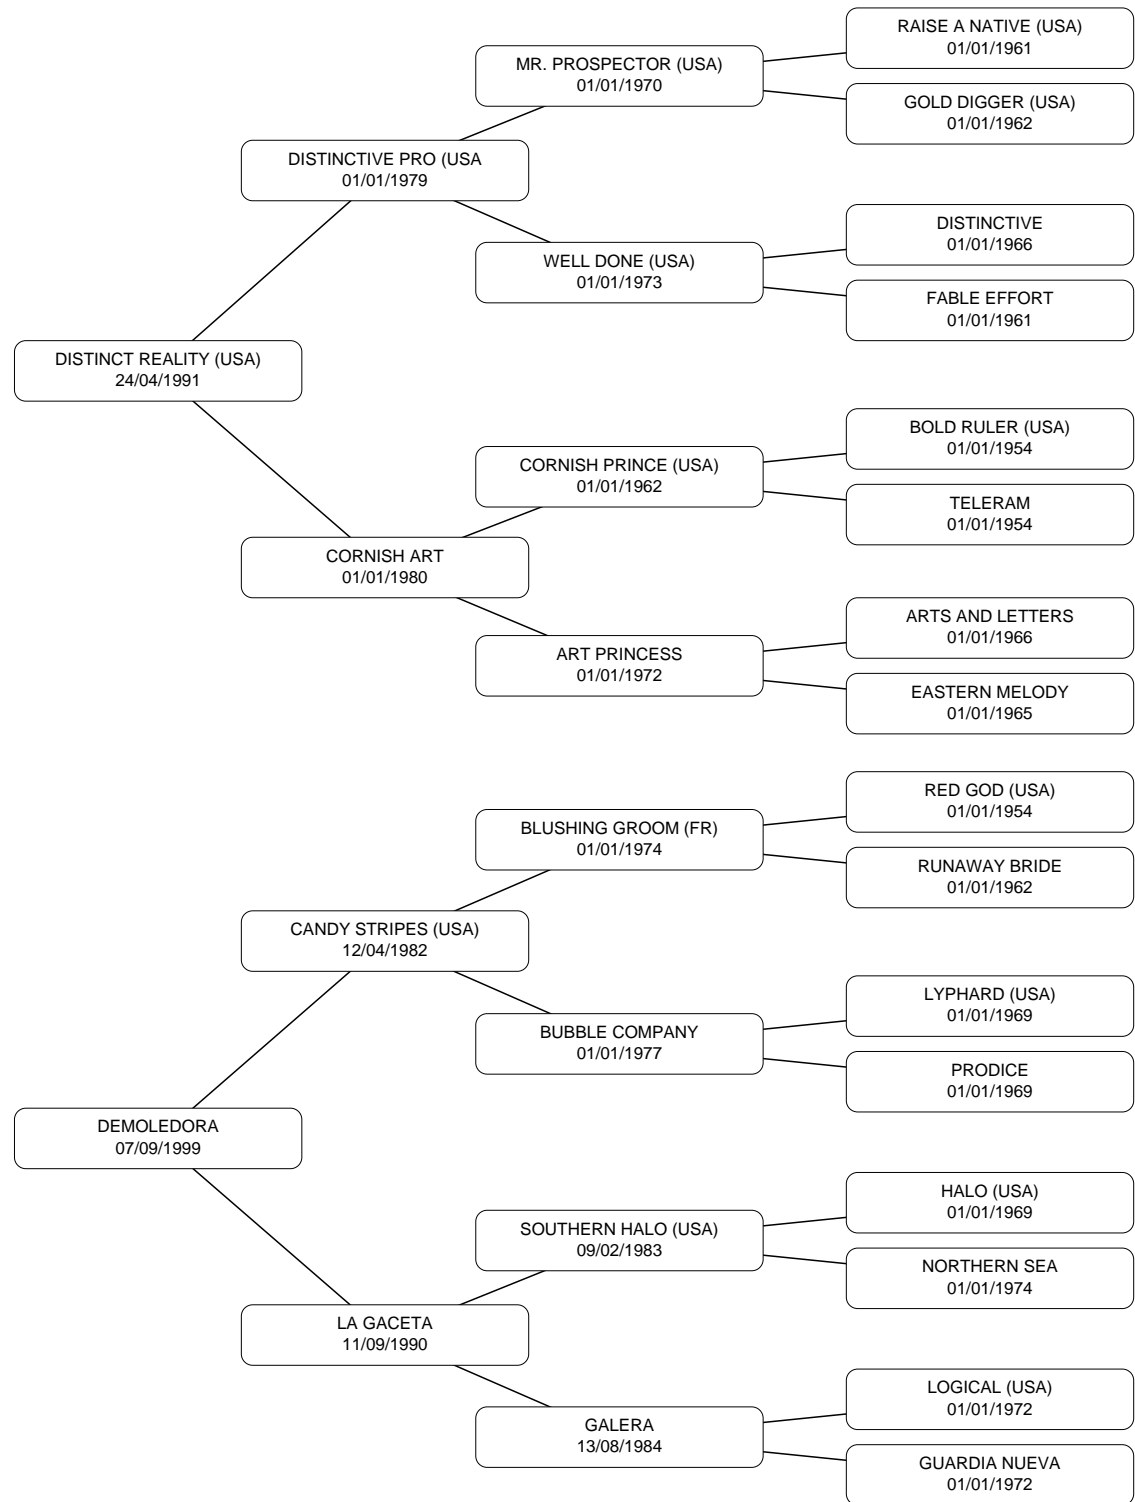 RAISE A NATIVE (USA)
01/01/1961
MR. PROSPECTOR (USA)
01/01/1970
GOLD DIGGER (USA)
01/01/1962
DISTINCTIVE PRO (USA
01/01/1979
DISTINCTIVE
01/01/1966
WELL DONE (USA)
01/01/1973
FABLE EFFORT
01/01/1961
DISTINCT REALITY (USA)
24/04/1991
BOLD RULER (USA)
01/01/1954
CORNISH PRINCE (USA)
01/01/1962
TELERAM
01/01/1954
CORNISH ART
01/01/1980
ARTS AND LETTERS
01/01/1966
ART PRINCESS
01/01/1972
EASTERN MELODY
01/01/1965
RED GOD (USA)
01/01/1954
BLUSHING GROOM (FR)
01/01/1974
RUNAWAY BRIDE
01/01/1962
CANDY STRIPES (USA)
12/04/1982
LYPHARD (USA)
01/01/1969
BUBBLE COMPANY
01/01/1977
PRODICE
01/01/1969
DEMOLEDORA
07/09/1999
HALO (USA)
01/01/1969
SOUTHERN HALO (USA)
09/02/1983
NORTHERN SEA
01/01/1974
LA GACETA
11/09/1990
LOGICAL (USA)
01/01/1972
GALERA
13/08/1984
GUARDIA NUEVA
01/01/1972